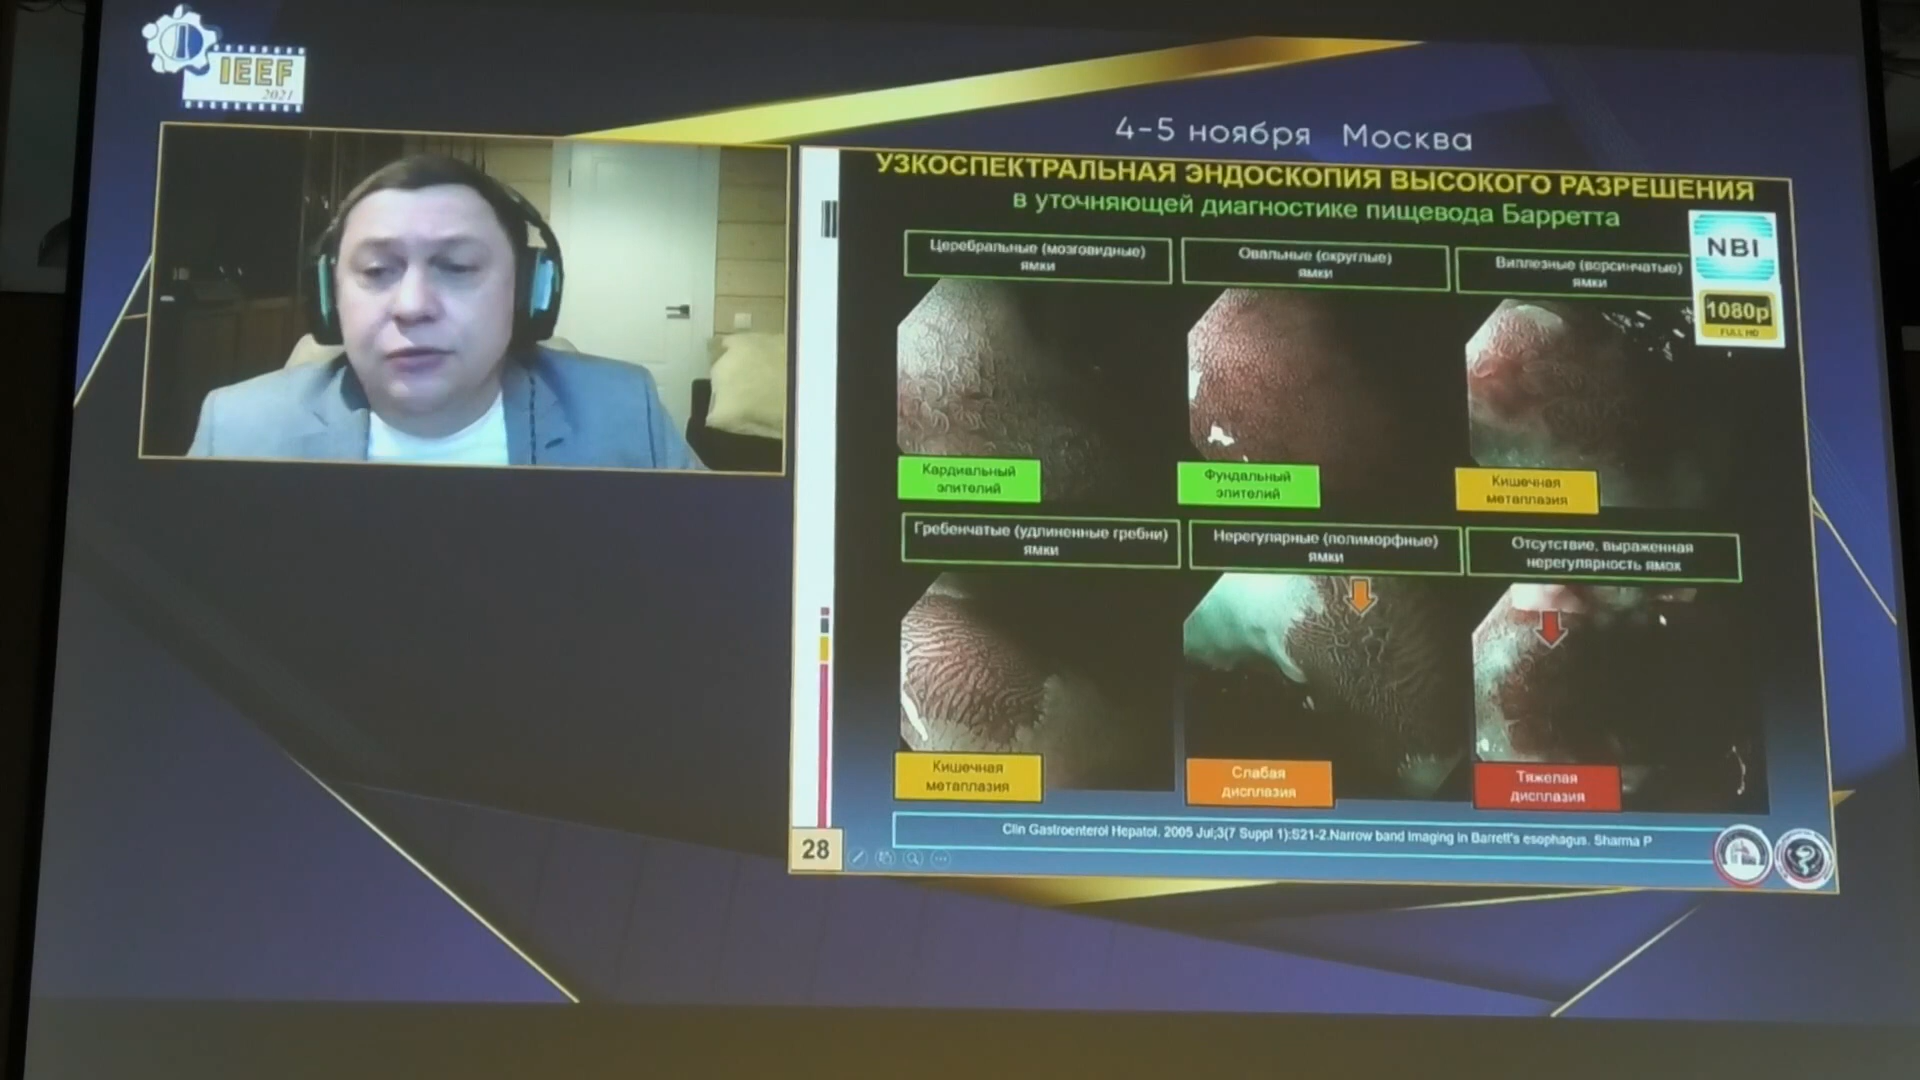 IEEF
2021
4-5 ноября Москва
УЗКОСПЕКТРАЛЬНАЯ ЭНДОСКОПИЯ ВЫСОКОГО РАЗРЕШЕНИЯ
в уточняющей диагностике пищевода Барретта
NBI
1080p
FULL HD
Церебральные (мозговидные)
ямки
Овальные (округлые)
ямки
Виллезные (ворсинчатые)
ямки
Кардиальный
эпителий
Фундальный
эпителий
Кишечная
метаплазия
Гребенчатые (удлиненные гребни)
ямки
Нерегулярные (полиморфные)
ямки
Отсутствие, выраженная
нерегулярность ямок
Кишечная
метаплазия
Слабая
дисплазия
Тяжелая
дисплазия
Clin Gastroenterol Hepatol. 2005 Jul;3(7 Suppl 1):S21-2.Narrow band imaging in Barrett's esophagus. Sharma P
28